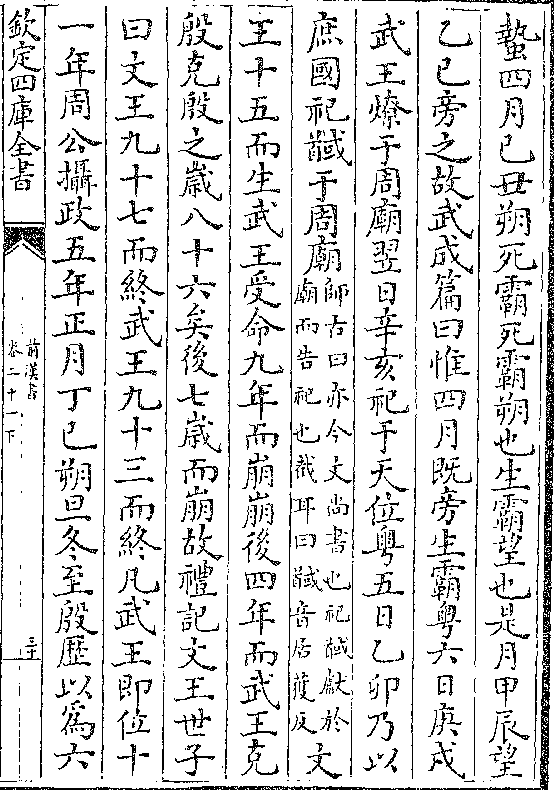 蟄四月已丑朔死霸死霸朔也生霸望也是月甲辰望
乙已旁之故武成篇曰惟四月既旁生霸粤六日庚戌
武王燎于周廟翌日辛亥祀于天位粤五日乙卯乃以
庶國祀馘于周廟師古曰亦今文尚書也祀馘獻於廟而告祀也截耳曰馘音居獲反文
王十五而生武王受命九年而崩崩後四年而武王克
殷克殷之歲八十六矣後七歲而崩故禮記文王世子
曰文王九十七而終武王九十三而終凡武王即位十
一年周公攝政五年正月丁已朔旦冬至殷歷以為六
欽定四庫全書
前漢書
卷二十一下
三十